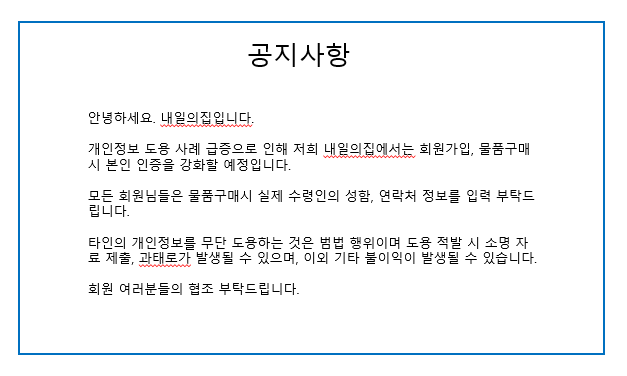 공지사항
안녕하세요. 내일의집입니다.
개인정보 도용 사례 급증으로 인해 저희 내일의집에서는 회원가입, 물품구매
시 본인 인증을 강화할 예정입니다.
모든 회원님들은 물품구매시 실제 수령인의 성함, 연락처 정보를 입력 부탁드
립니다.
타인의 개인정보를 무단 도용하는 것은 범법 행위이며 도용 적발 시 소명 자
료 제출, 과태로가 발생될 수 있으며, 이외 기타 불이익이 발생될 수 있습니다.
회원 여러분들의 협조 부탁드립니다.